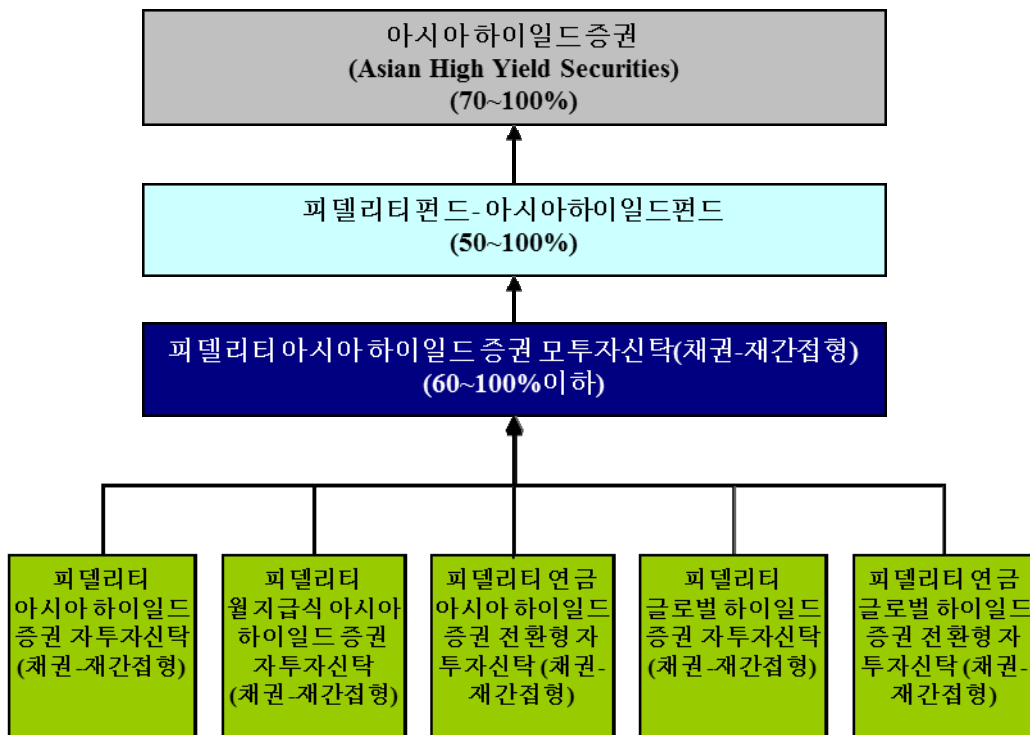 아시아 하이일드 증권
(Asian High Yield Securities)
(70~100%)
피델리티 펀드- 아시아하이일드펀드
(50~100%)
피델리티 아시아 하이일드 증권 모투자신탁(채권-재간접형)
(60~100%이하)
피델리티
아시아 하이일드
증권 자투자신탁
(채권-재간접형)
피델리티
월지급식 아시아
하이일드 증권
자투자신탁
(채권-재간접형)
피델리티 연금
아시아 하이일드
증권 전환형 자
투자신탁 (채권-
재간접형)
피델리티
글로벌 하이일드
증권 자투자신탁
(채권-재간접형)
피델리티 연금
글로벌 하이일드
증권 전환형 자
투자신탁 (채권-
재간접형)